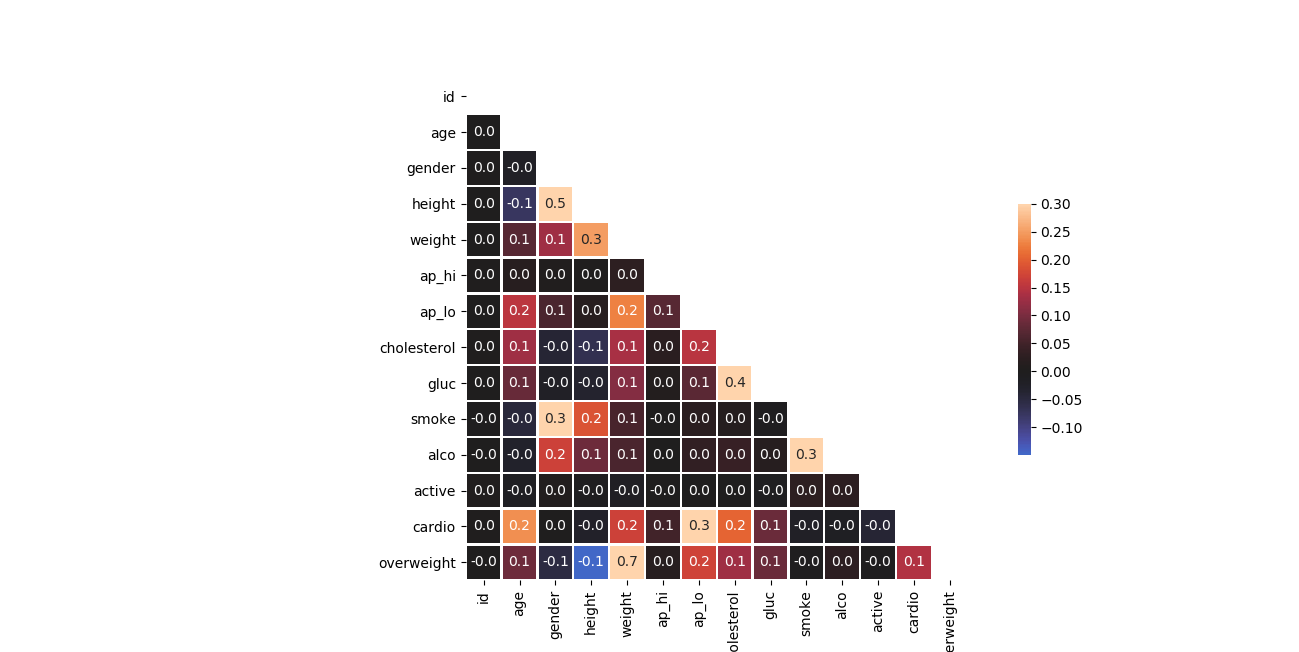 id
age 0.0
gender 0.0 -0.0
height 0.0 -0.1 0.5
weight 0.0 0.1 0.1 0.3
ap_hi 0.0 0.0 0.0 0.0 0.0
ap_lo 0.0 0.2 0.1 0.0 0.2 0.1
cholesterol 0.0 0.1 -0.0 -0.1 0.1 0.0 0.2
gluc 0.0 0.1 -0.0 -0.0 0.1 0.0 0.1 0.4
smoke -0.0 -0.0 0.3 0.2 0.1 -0.0 0.0 0.0 -0.0
alco -0.0 -0.0 0.2 0.1 0.1 0.0 0.0 0.0 0.0 0.3
active 0.0 -0.0 0.0 -0.0 -0.0 -0.0 0.0 0.0 -0.0 0.0 0.0
cardio 0.0 0.2 0.0 -0.0 0.2 0.1 0.3 0.2 0.1 -0.0 -0.0 -0.0
overweight -0.0 0.1 -0.1 -0.1 0.7 0.0 0.2 0.1 0.1 -0.0 0.0 -0.0 0.1
id age gender height weight ap_hi ap_lo olesterol gluc smoke alco active cardio erweight
0.30
0.25
0.20
0.15
0.10
0.05
0.00
−0.05
−0.10